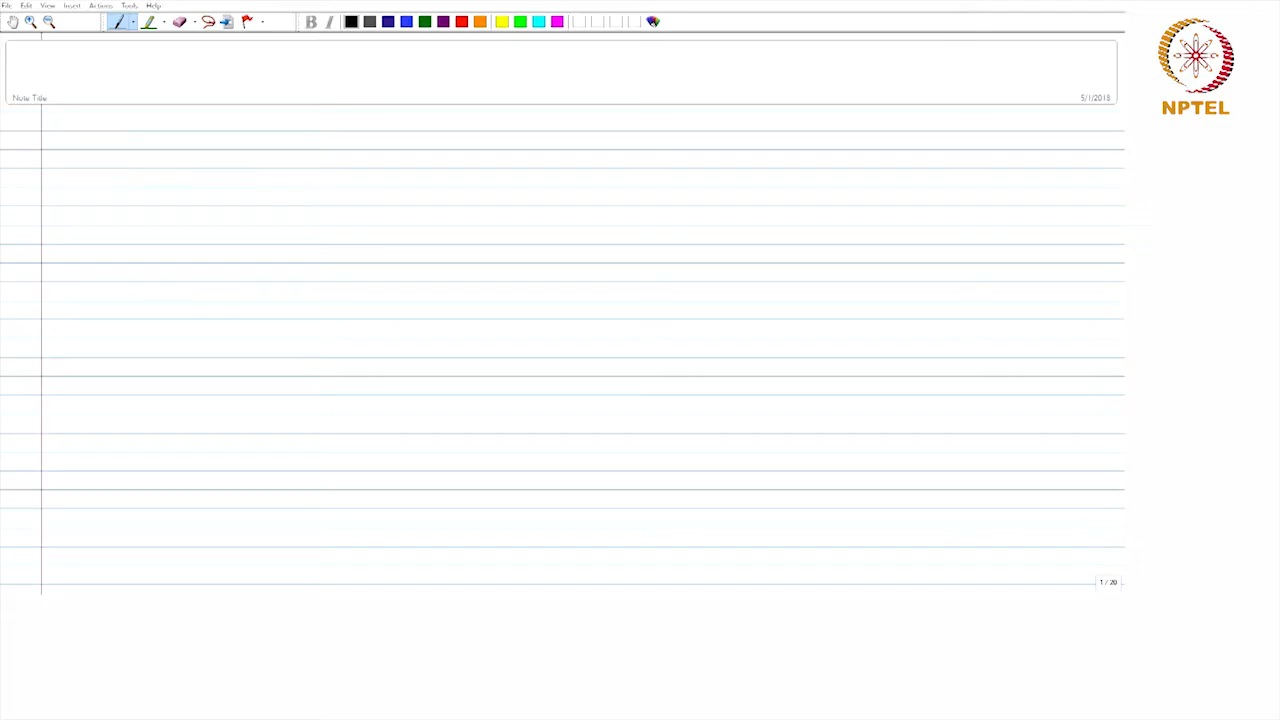 File Edit View Insert Actions Tools Help
B I
Note Title 5/1/2018
NPTEL
1 / 20